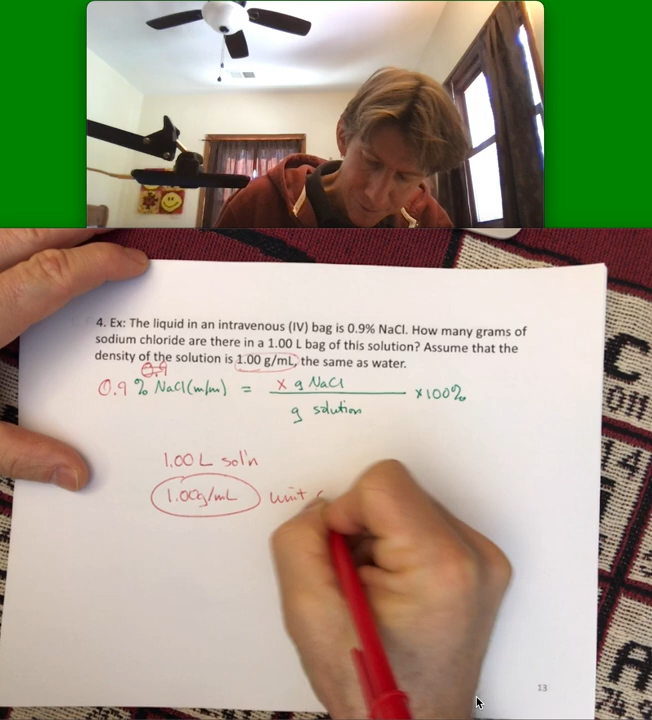 4. Ex: The liquid in an intravenous (IV) bag is 0.9% NaCl. How many grams of
sodium chloride are there in a 1.00 L bag of this solution? Assume that the
density of the solution is 1.00 g/mL, the same as water.
0.9
0.9 % NaCl (m/m) = x g NaCl
g solution
×100%
1.00 L sol'n
1.00g/mL unit
13
C
14
A